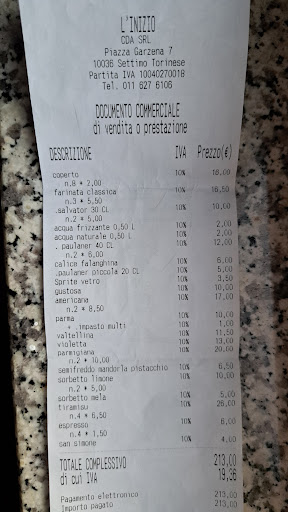 L'INIZIO
CDA SRL
Piazza Garzena 7
10036 Settimo Torinese
Partita IVA 10040270018
Tel. 011 627 6106
DOCUMENTO COMMERCIALE
di vendita o prestazione
DESCRIZIONE IVA Prezzo(€)
coperto 10% 16,00
n.8 * 2,00
farinata classica 10% 16,50
n.3 * 5,50
.salvator 30 CL 10% 10,00
n.2 * 5,00
acqua frizzante 0,50 L 10% 2,00
acqua naturale 0,50 L 10% 2,00
. paulaner 40 CL 10% 12,00
n.2 * 6,00
calice falanghina 10% 6,00
.paulaner piccola 20 CL 10% 5,00
Sprite vetro 10% 3,50
gustosa 10% 10,00
americana 10% 17,00
n.2 * 8,50
parma 10% 10,00
+ .impasto multi 10% 1,00
valtellina 10% 11,50
violetta 10% 13,00
parmigiana 10% 20,00
n.2 * 10,00
semifreddo mandorla pistacchio 10% 6,50
sorbetto limone 10% 10,00
n.2 * 5,00
sorbetto mela 10% 5,00
tiramisu 10% 26,00
n.4 * 6,50
espresso 10% 6,00
n.4 * 1,50
san simone 10% 4,00
TOTALE COMPLESSIVO 213,00
di cui IVA 19,36
Pagamento elettronico 213,00
Importo pagato 213,00